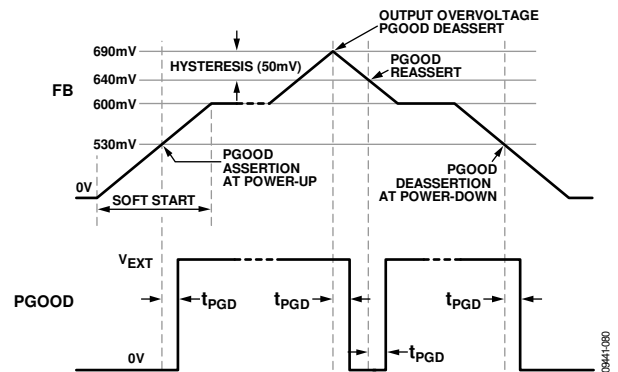 OUTPUT OVERVOLTAGE
PGOOD DEASSERT
690mV
HYSTERESIS (50mV)
PGOOD
REASSERT
640mV
FB
600mV
530mV
PGOOD
ASSERTION
AT POWER-UP
PGOOD
DEASSERTION
AT POWER-DOWN
0V
SOFT START
VEXT
PGOOD
tPGD
tPGD
tPGD
tPGD
0V
09441-080